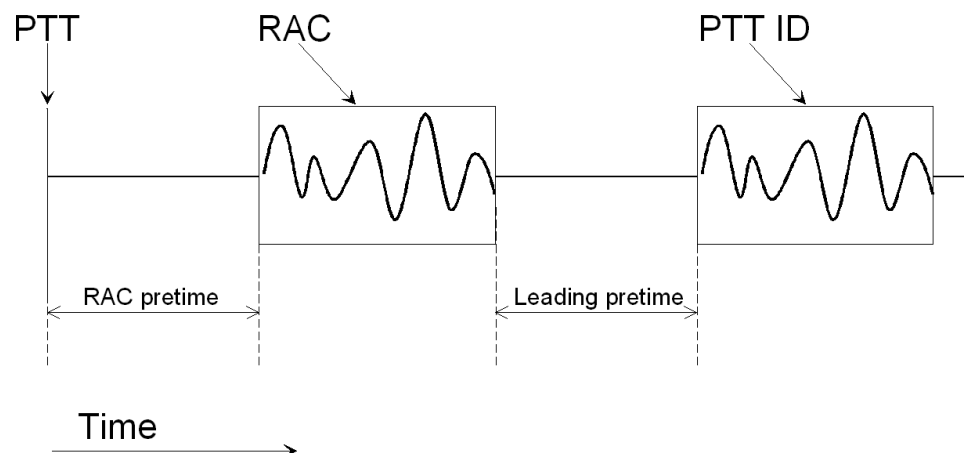 PTT
RAC
PTT ID
RAC pretime
Leading pretime
Time